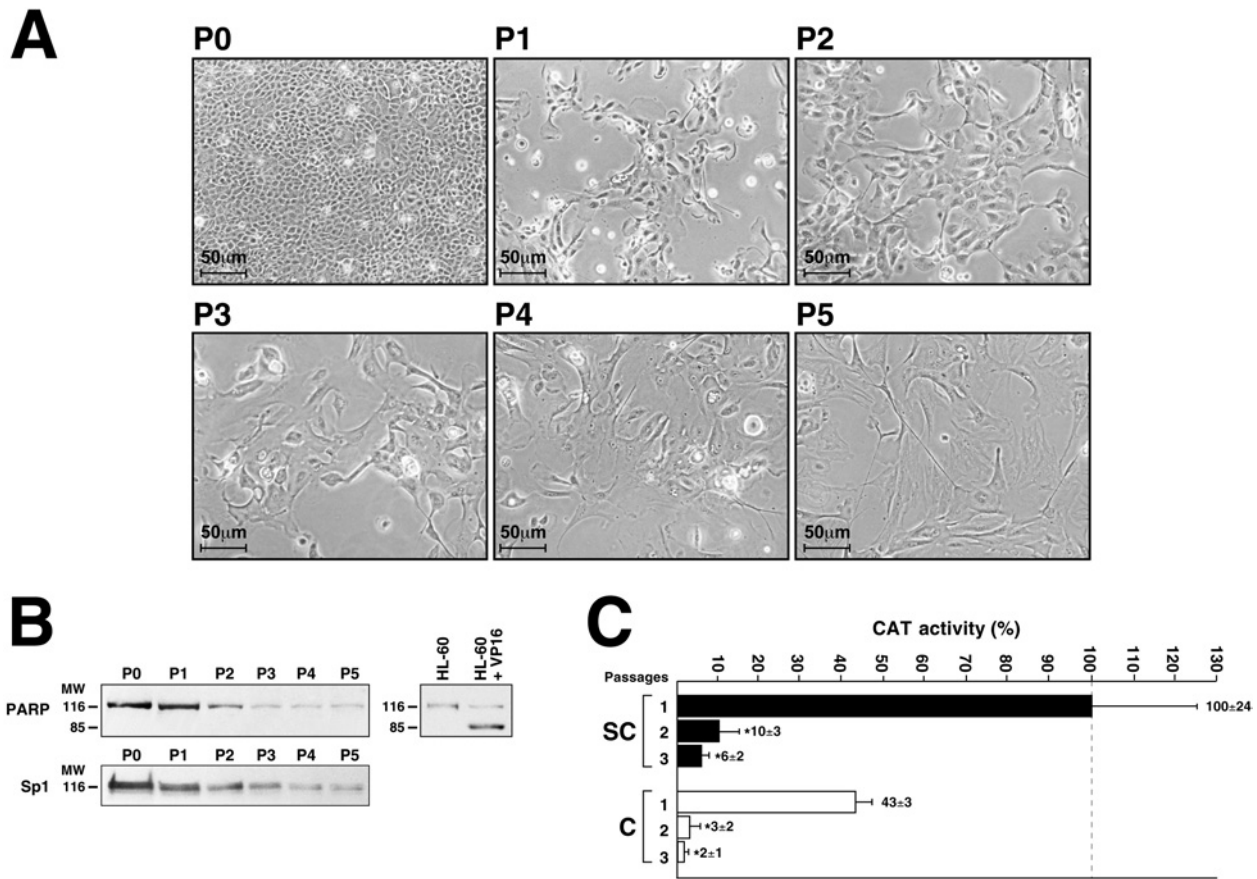 A
P0 P1 P2
50µm 50µm 50µm
P3 P4 P5
50µm 50µm 50µm
B
P0 P1 P2 P3 P4 P5
MW
PARP 116
85
HL-60
HL-60 + VP16
116
85
P0 P1 P2 P3 P4 P5
MW
Sp1 116
C
CAT activity (%)
10 20 30 40 50 60 70 80 90 100 110 120 130
Passages
SC
1 100±24
2 *10±3
3 *6±2
C
1 43±3
2 *3±2
3 *2±1